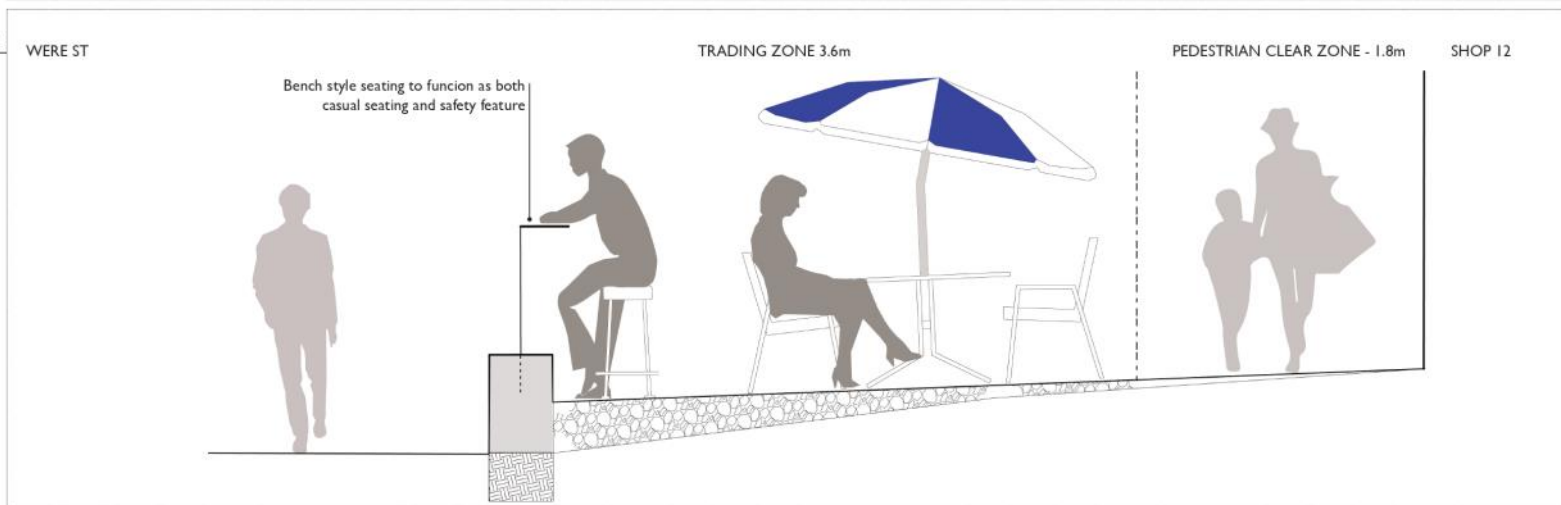 WERE ST
TRADING ZONE 3.6m
PEDESTRIAN CLEAR ZONE - 1.8m
SHOP 12
Bench style seating to funcion as both
casual seating and safety feature